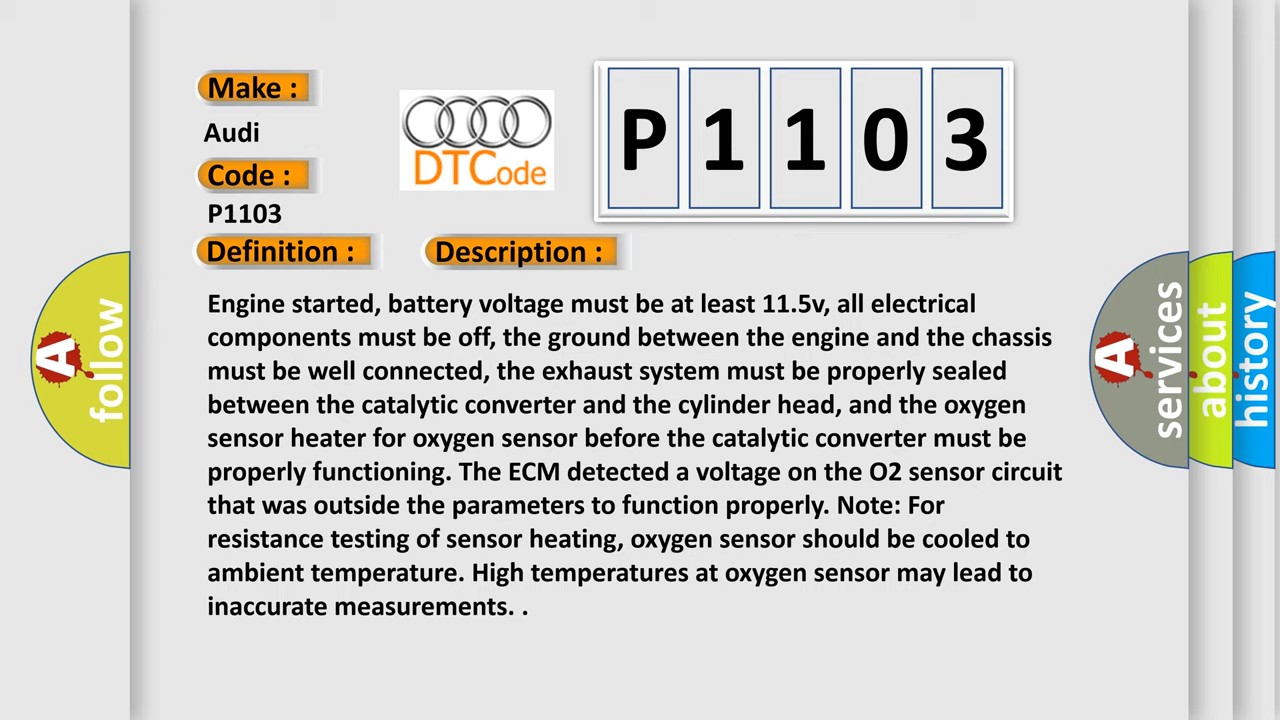 Make :
Audi
Code :
P1103
DTCode
P1103
Definition :
Description :
Engine started, battery voltage must be at least 11.5v, all electrical
components must be off, the ground between the engine and the chassis
must be well connected, the exhaust system must be properly sealed
between the catalytic converter and the cylinder head, and the oxygen
sensor heater for oxygen sensor before the catalytic converter must be
properly functioning. The ECM detected a voltage on the O2 sensor circuit
that was outside the parameters to function properly. Note: For
resistance testing of sensor heating, oxygen sensor should be cooled to
ambient temperature. High temperatures at oxygen sensor may lead to
inaccurate measurements. .
A
follow
A
services
about
history